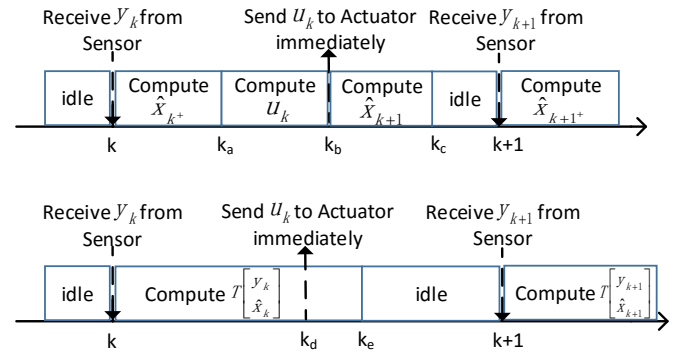 Receive y_k from Sensor
Send u_k to Actuator immediately
Receive y_{k+1} from Sensor
idle
Compute x̂_{k^+}
Compute u_k
Compute x̂_{k+1}
idle
Compute x̂_{k+1^+}
k
k_a
k_b
k_c
k+1
Receive y_k from Sensor
Send u_k to Actuator immediately
Receive y_{k+1} from Sensor
idle
Compute T[y_k x̂_k]
idle
Compute T[y_{k+1} x̂_{k+1}]
k
k_d
k_e
k+1